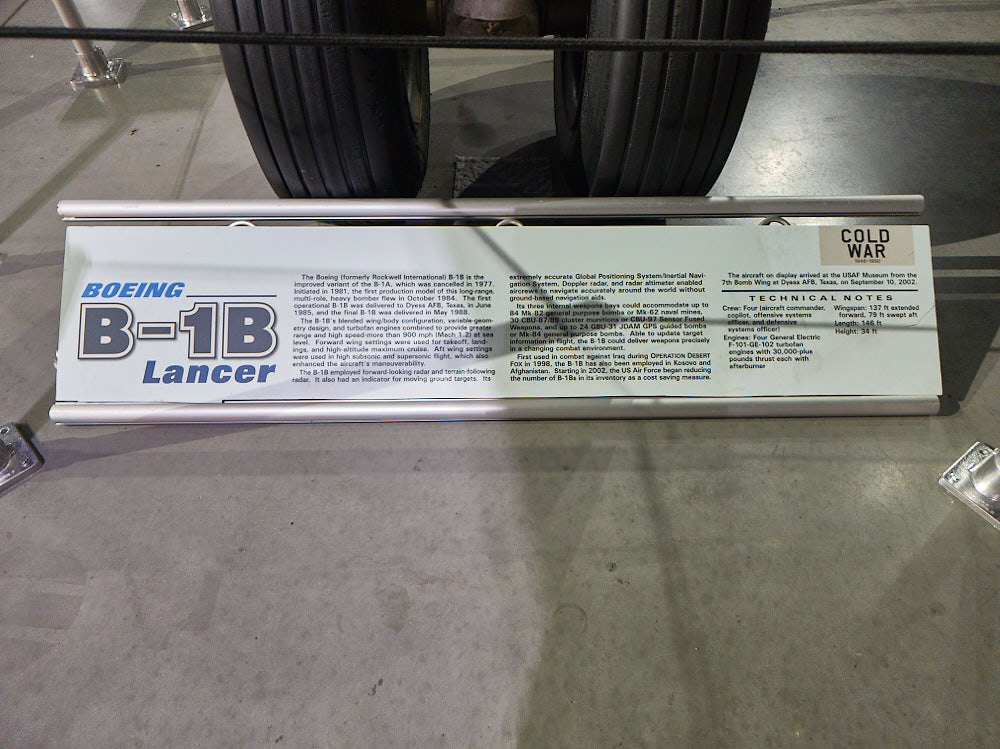 BOEING
B-1B
Lancer
The Boeing (formerly Rockwell International) B-1B is the
improved variant of the B-1A, which was cancelled in 1977.
Initiated in 1981, the first production model of this long-range,
multi-role, heavy bomber flew in October 1984. The first
operational B-1B was delivered to Dyess AFB, Texas, in June
1985, and the final B-1B was delivered in May 1988.
The B-1B's blended wing/body configuration, variable-geo-
metry design, and turbofan engines combined to provide greater
range and high speed-more than 900 mph (Mach 1.2) at sea
level. Forward wing settings were used for takeoff, land-
ings, and high-altitude maximum cruise. Aft wing settings
were used in high subsonic and supersonic flight, which also
enhanced the aircraft's maneuverability.
The B-1B employed forward-looking radar and terrain-following
radar. It also had an indicator for moving ground targets. Its
extremely accurate Global Positioning System/Inertial Navi-
gation System, Doppler radar, and radar altimeter enabled
aircrews to navigate accurately around the world without
ground-based navigation aids.
Its three internal weapons bays could accommodate up to
84 Mk-82 general purpose bombs or Mk-62 naval mines,
30 CBU-87/89 cluster munitions or CBU-97 Sensor Fused
Weapons, and up to 24 GBU-31 JDAM GPS guided bombs
or Mk-84 general purpose bombs. Able to update target
information in flight, the B-1B could deliver weapons precisely
in a changing combat environment.
First used in combat against Iraq during OPERATION DESERT
FOX in 1998, the B-1B has also been employed in Kosovo and
Afghanistan. Starting in 2002, the US Air Force began reducing
the number of B-1Bs in its inventory as a cost saving measure.
COLD
WAR
1946-1990
The aircraft on display arrived at the USAF Museum from the
7th Bomb Wing at Dyess AFB, Texas, on September 10, 2002.
TECHNICAL NOTES
Crew: Four (aircraft commander,
copilot, offensive systems
officer, and defensive
systems officer)
Engines: Four General Electric
F-101-GE-102 turbofan
engines with 30,000-plus
pounds thrust each with
afterburner
Wingspan: 137 ft extended
forward, 79 ft swept aft
Length: 146 ft
Height: 34 ft